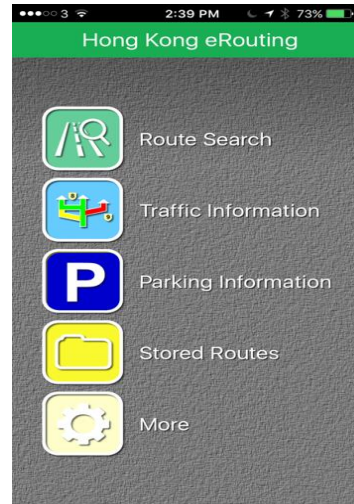 3 2:39 PM 73%
Hong Kong eRouting
Route Search
Traffic Information
P Parking Information
Stored Routes
More